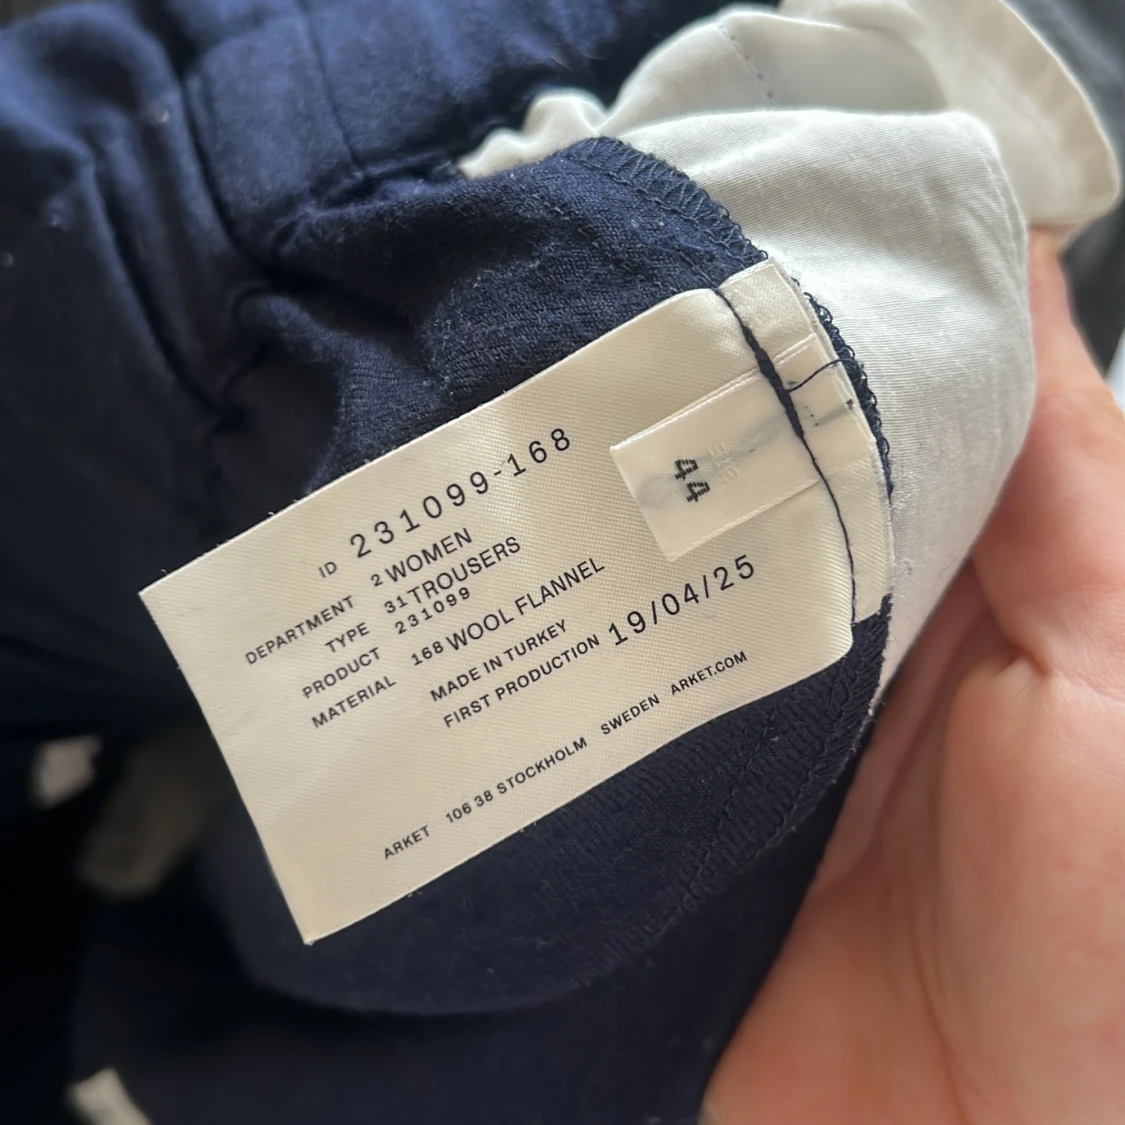 ID 231099-168
DEPARTMENT 2 WOMEN
TYPE 31 TROUSERS
PRODUCT 231099
MATERIAL 168 WOOL FLANNEL
MADE IN TURKEY
FIRST PRODUCTION 19/04/25
ARKET 106 38 STOCKHOLM SWEDEN ARKET.COM
44